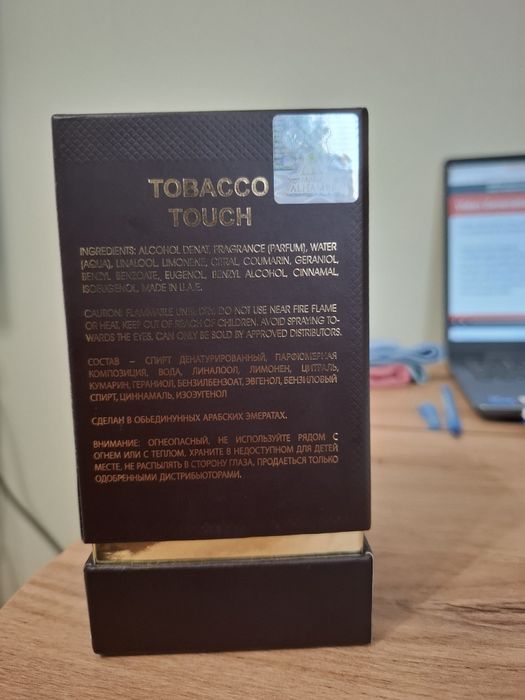 TOBACCO
TOUCH
INGREDIENTS: ALCOHOL DENAT, FRAGRANCE (PARFUM), WATER
(AQUA), LINALOOL, LIMONENE, CITRAL, COUMARIN, GERANIOL,
BENZYL BENZOATE, EUGENOL, BENZYL ALCOHOL, CINNAMAL,
ISOEUGENOL, MADE IN U.A.E.
CAUTION: FLAMMABLE UNTIL DRY. DO NOT USE NEAR FIRE FLAME
OR HEAT, KEEP OUT OF REACH OF CHILDREN. AVOID SPRAYING TO-
WARDS THE EYES. CAN ONLY BE SOLD BY APPROVED DISTRIBUTORS.
СОСТАВ – СПИРТ ДЕНАТУРИРОВАННЫЙ, ПАРФЮМЕРНАЯ
КОМПОЗИЦИЯ, ВОДА, ЛИНАЛООЛ, ЛИМОНЕН, ЦИТРАЛЬ,
КУМАРИН, ГЕРАНИОЛ, БЕНЗИЛБЕНЗОАТ, ЭВГЕНОЛ, БЕНЗИЛОВЫЙ
СПИРТ, ЦИННАМАЛЬ, ИЗОЭУГЕНОЛ
СДЕЛАН В ОБЪЕДИНУННЫХ АРАБСКИХ ЭМЕРАТАХ.
ВНИМАНИЕ: ОГНЕОПАСНЫЙ, НЕ ИСПОЛЬЗУЙТЕ РЯДОМ С
ОГНЕМ ИЛИ С ТЕПЛОМ, ХРАНИТЕ В НЕДОСТУПНОМ ДЛЯ ДЕТЕЙ
МЕСТЕ, НЕ РАСПЫЛЯТЬ В СТОРОНУ ГЛАЗА, ПРОДАЕТЬСЯ ТОЛЬКО
ОДОБРЕННЫМИ ДИСТРИБЬЮТОРАМИ.